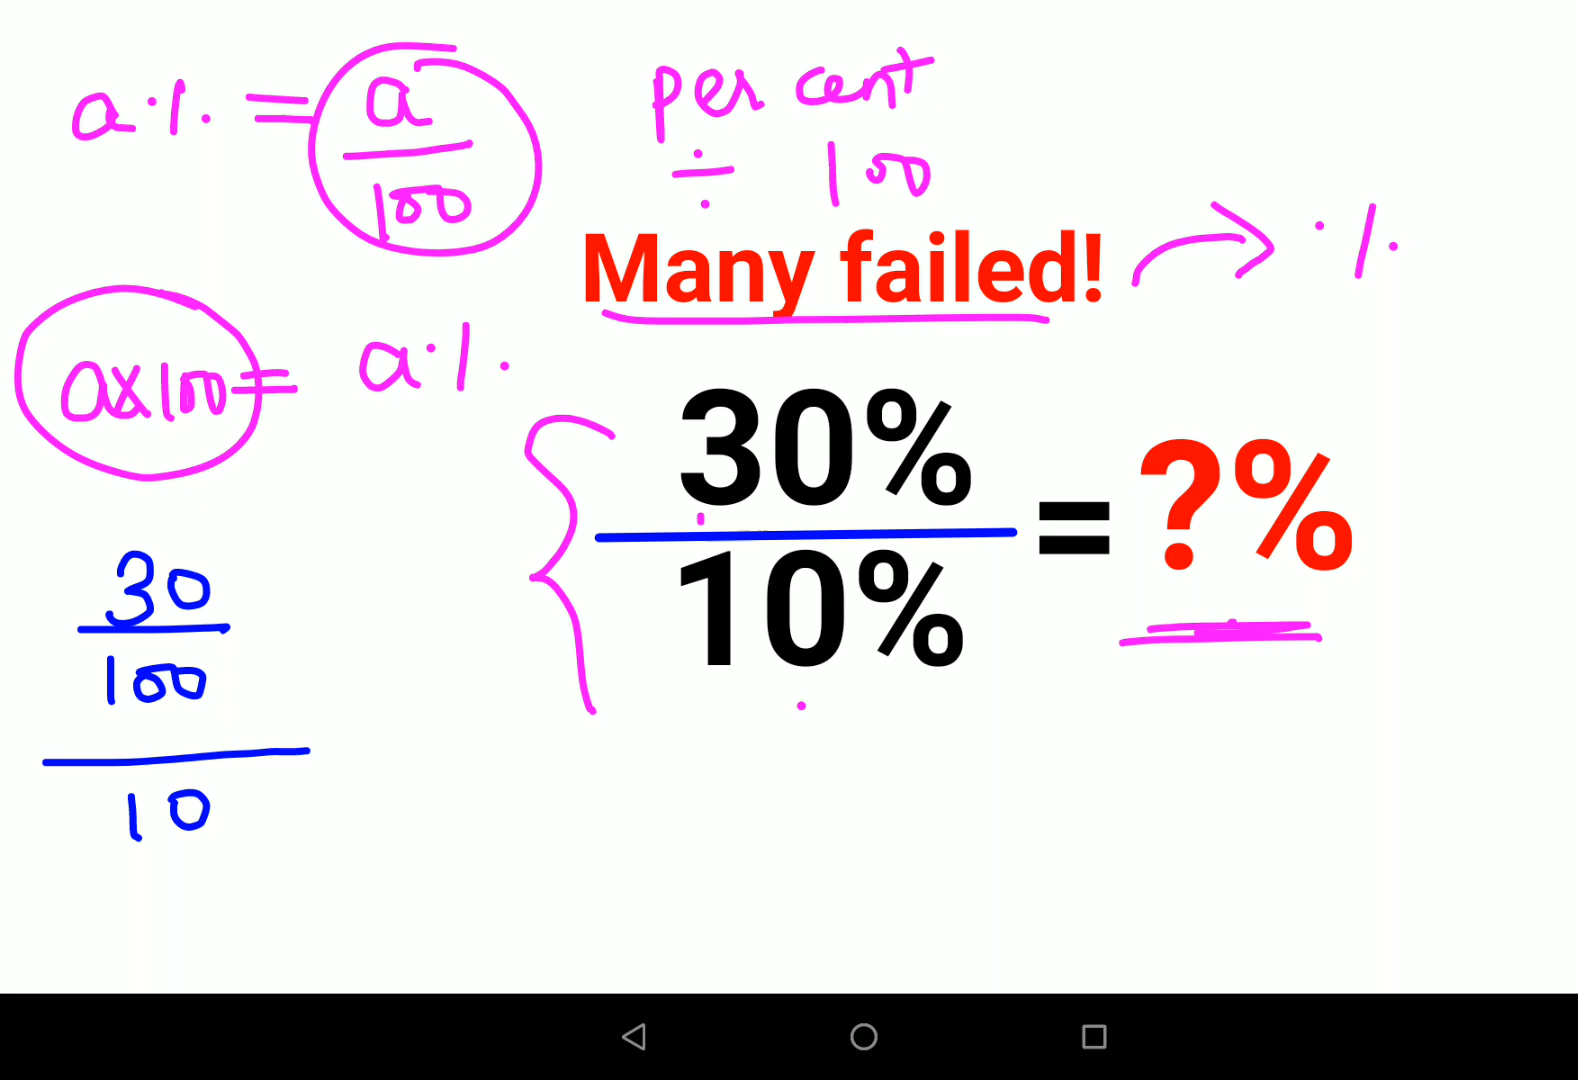 a% = a/100
per cent
÷ 100
Many failed! → %
a×100 = a%
30%/10% = ?%
30
100
10